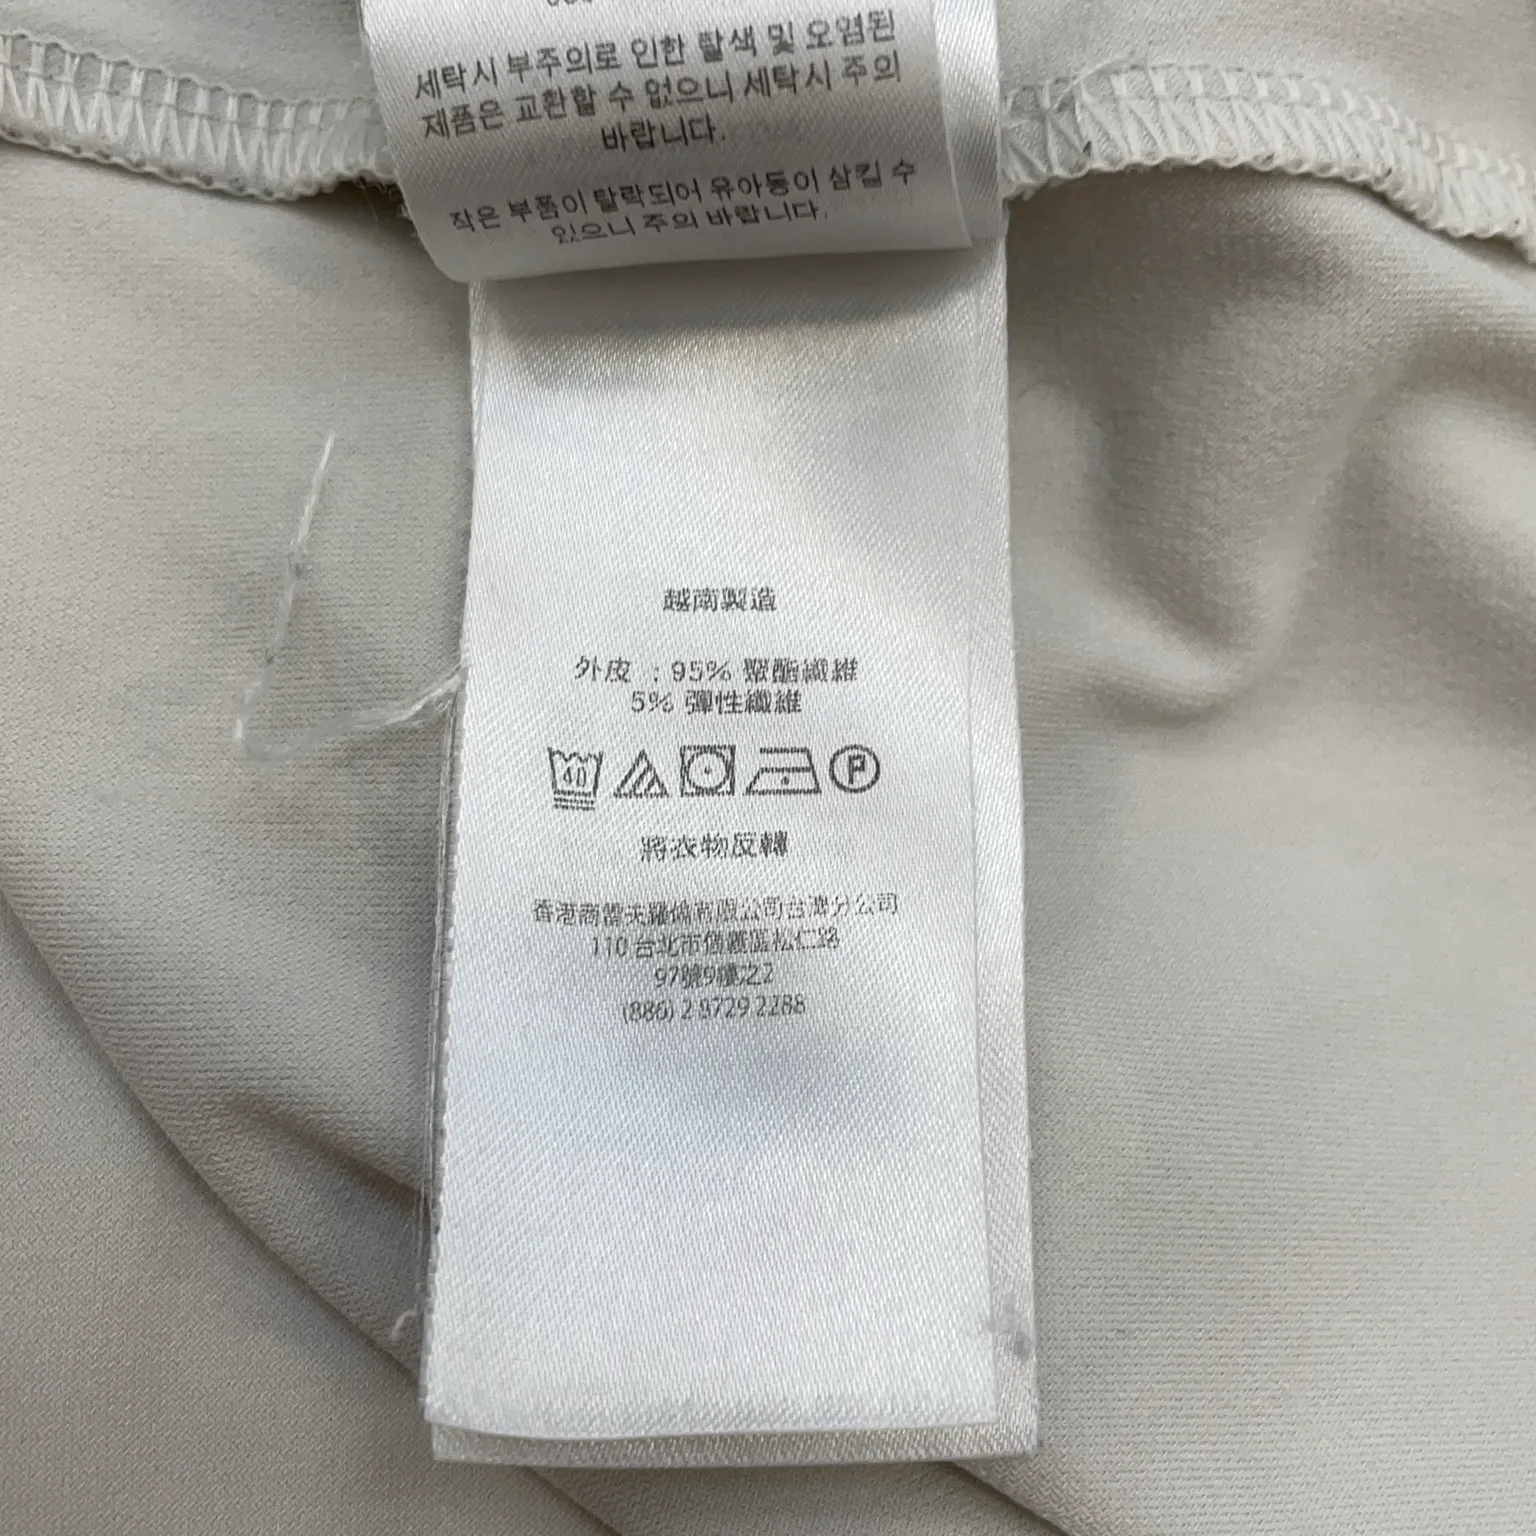 세탁시 부주의로 인한 탈색 및 오염된
제품은 교환할 수 없으니 세탁시 주의
바랍니다.
작은 부품이 탈락되어 유아동이 삼킬 수
있으니 주의 바랍니다.
越南製造
外皮 : 95% 聚酯纖維
5% 彈性纖維
40
P
將衣物反轉
香港商雷夫羅倫有限公司台灣分公司
110 台北市信義區松仁路
97號9樓之2
(886) 2 8729 2288